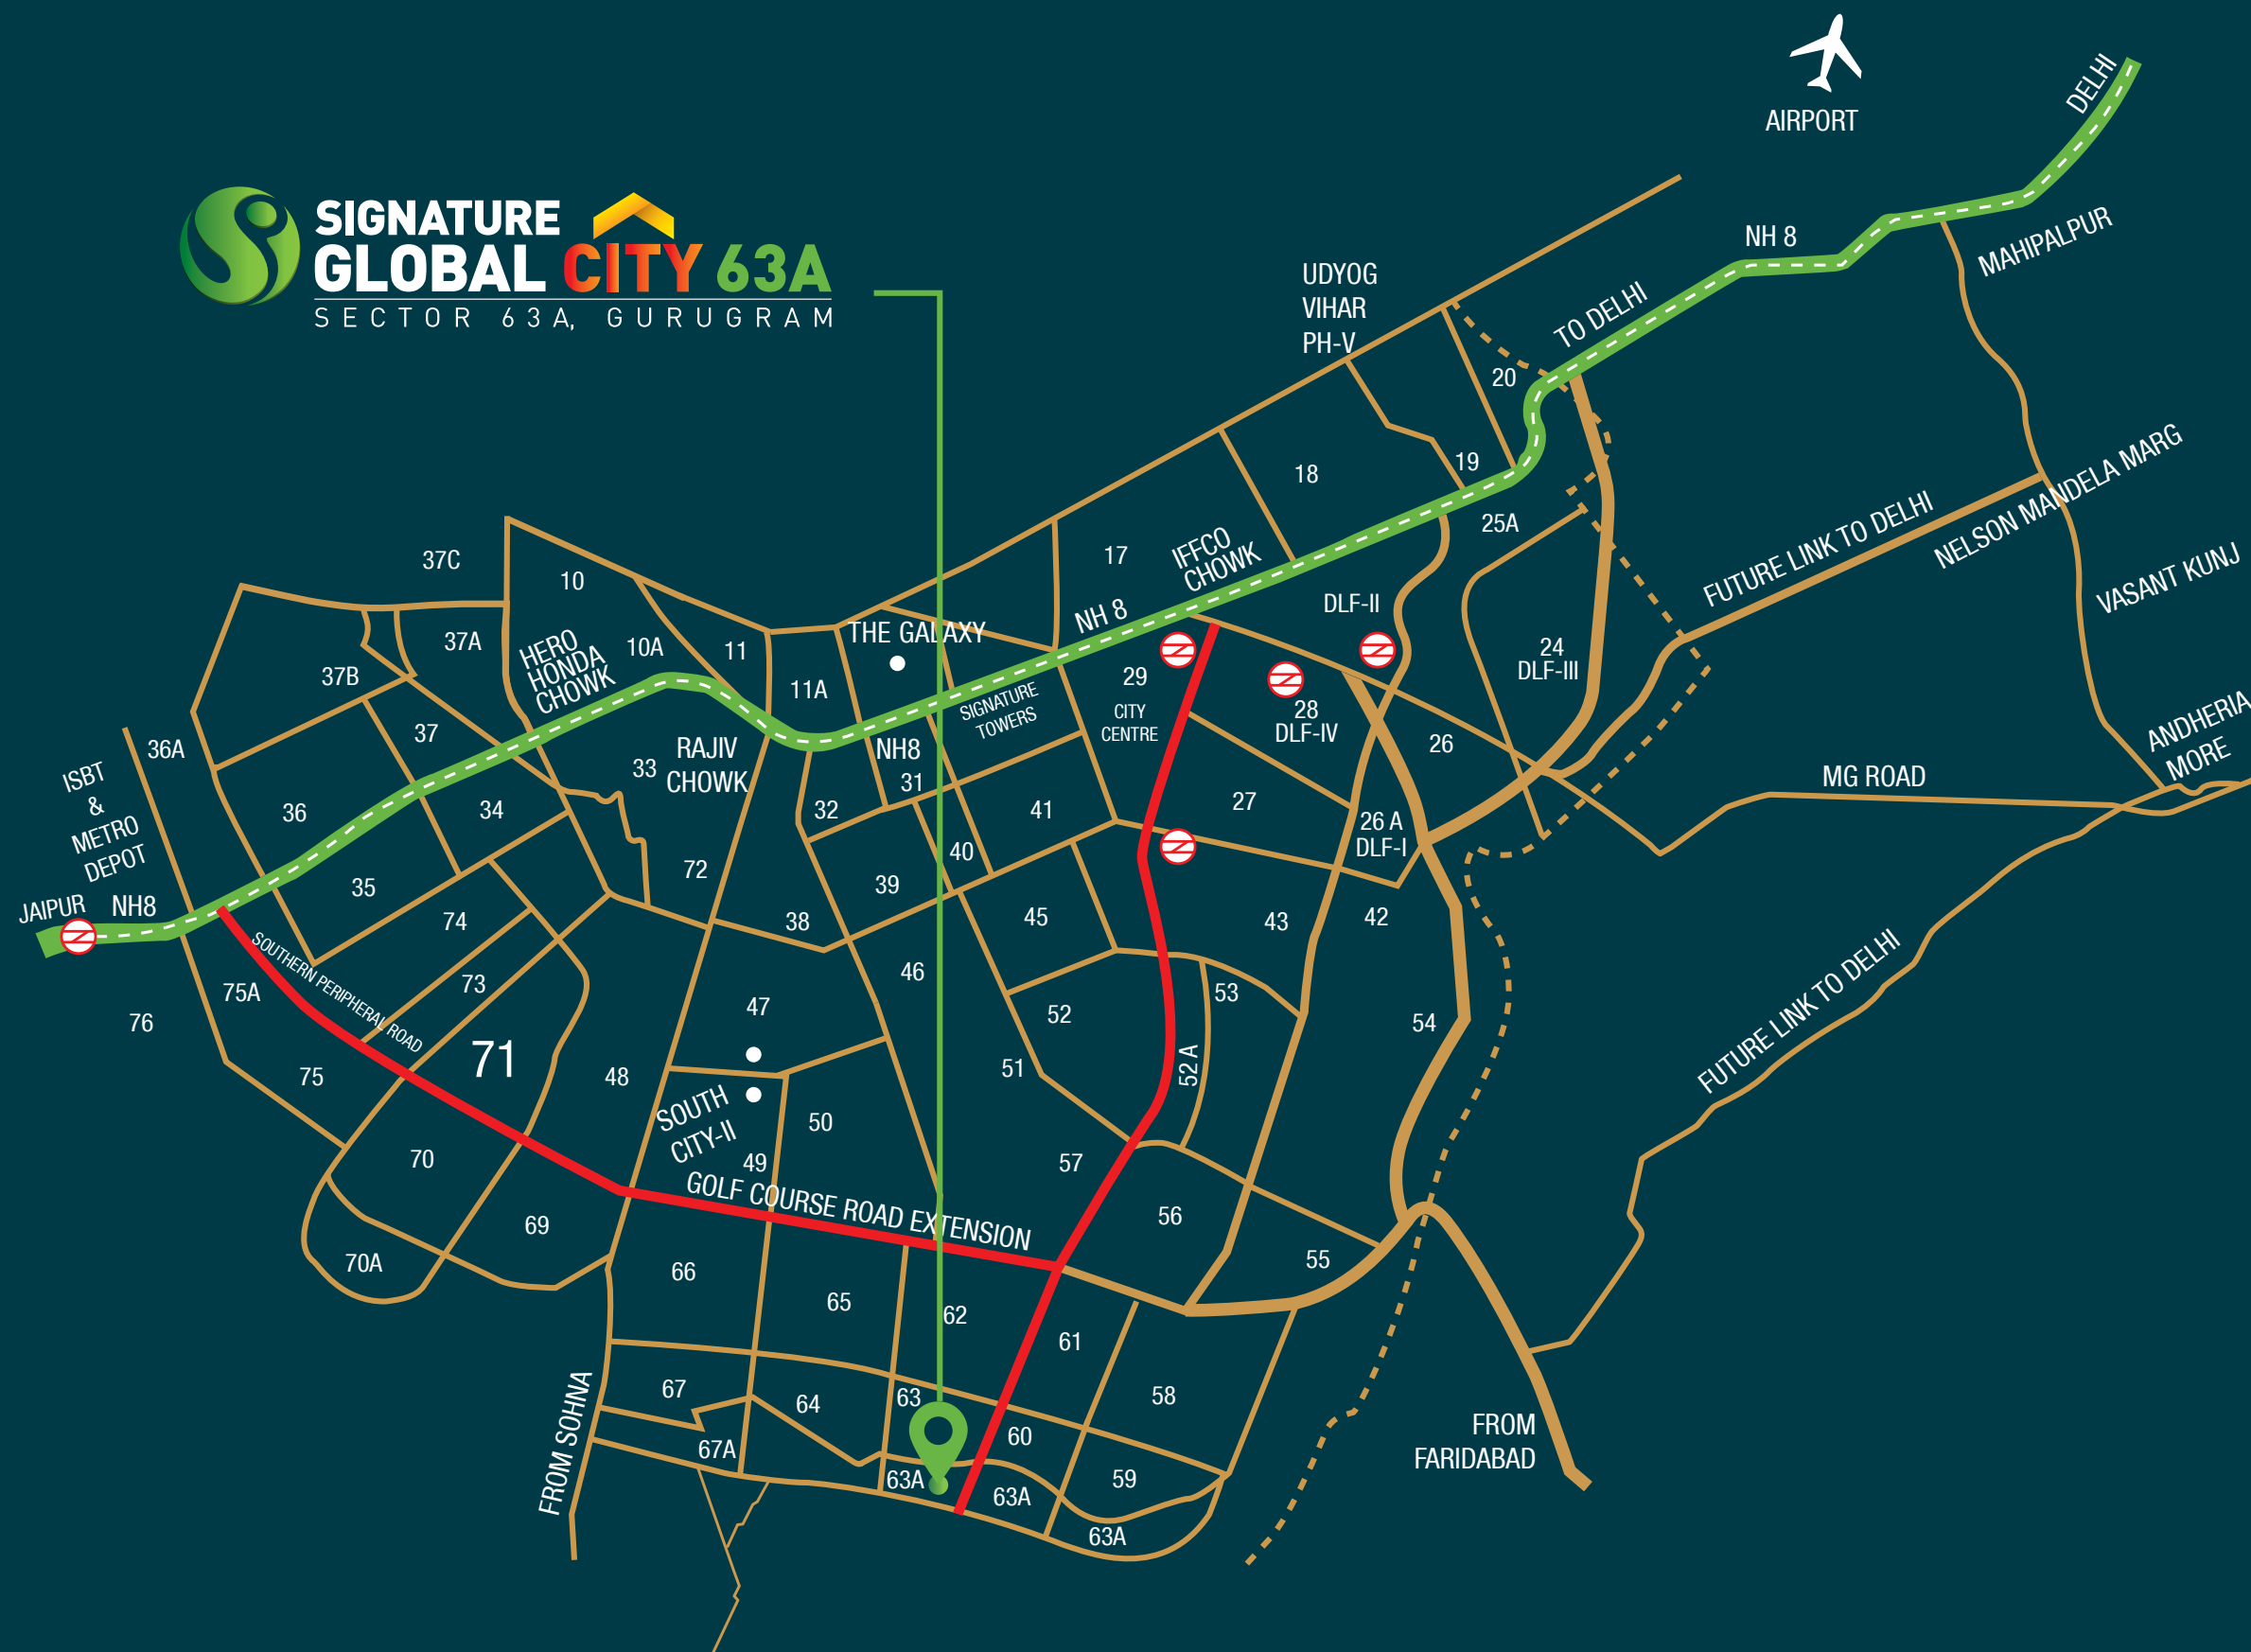 SIGNATURE
GLOBAL CITY 63A
SECTOR 63A, GURUGRAM
AIRPORT
DELHI
MAHIPALPUR
NH 8
TO DELHI
UDYOG
VIHAR
PH-V
20
19
18
25A
17
IFFCO
CHOWK
NH 8
DLF-II
24
DLF-III
FUTURE LINK TO DELHI
NELSON MANDELA MARG
VASANT KUNJ
ANDHERIA
MORE
MG ROAD
37C
10
37A
37B
HERO
HONDA
CHOWK
10A
11
11A
THE GALAXY
SIGNATURE
TOWERS
29
CITY
CENTRE
28
DLF-IV
26
36A
37
33
RAJIV
CHOWK
NH8
31
32
41
27
26 A
DLF-I
ISBT
&
METRO
DEPOT
36
34
35
72
39
40
JAIPUR
NH8
74
38
45
43
42
SOUTHERN PERIPHERAL ROAD
75A
73
46
76
47
52
53
54
71
75
48
51
52 A
FUTURE LINK TO DELHI
SOUTH
CITY-II
50
49
57
70
GOLF COURSE ROAD EXTENSION
69
56
55
70A
66
65
62
61
67
64
63
58
60
FROM SOHNA
67A
63A
63A
59
63A
FROM
FARIDABAD